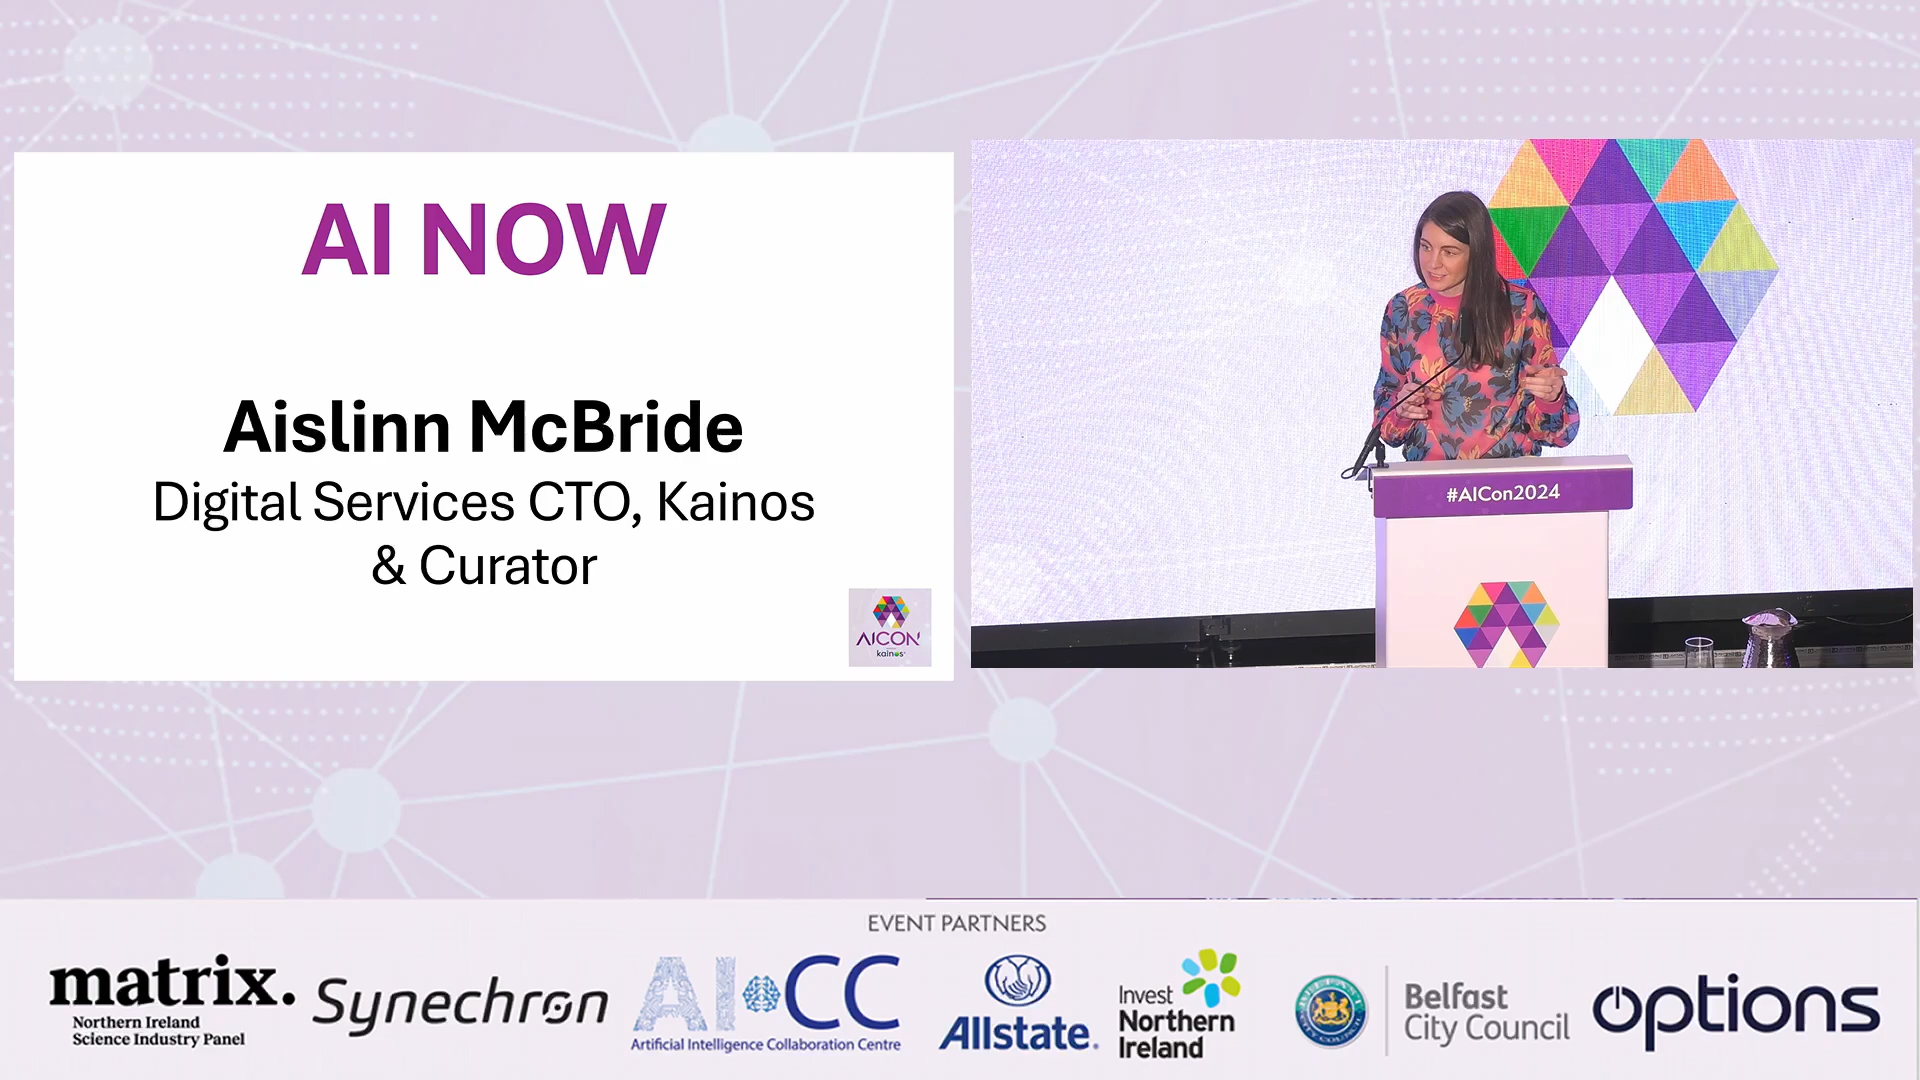 AI NOW
Aislinn McBride
Digital Services CTO, Kainos
& Curator
AICON
kainos
#AICon2024
EVENT PARTNERS
matrix.
Northern Ireland
Science Industry Panel
Synechron
AI CC
Artificial Intelligence Collaboration Centre
Allstate
Invest
Northern
Ireland
Belfast
City Council
options